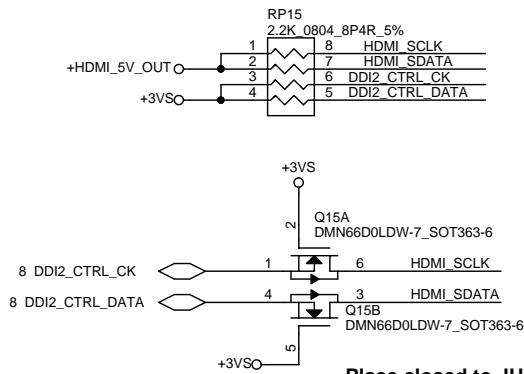 RP15
2.2K_0804_8P4R_5%
1 8 HDMI_SCLK
+HDMI_5V_OUT 2 7 HDMI_SDATA
3 6 DDI2_CTRL_CK
+3VS 4 5 DDI2_CTRL_DATA
+3VS
2
Q15A
DMN66D0LDW-7_SOT363-6
8 DDI2_CTRL_CK 1 6 HDMI_SCLK
8 DDI2_CTRL_DATA 4 3 HDMI_SDATA
Q15B
DMN66D0LDW-7_SOT363-6
5
+3VS